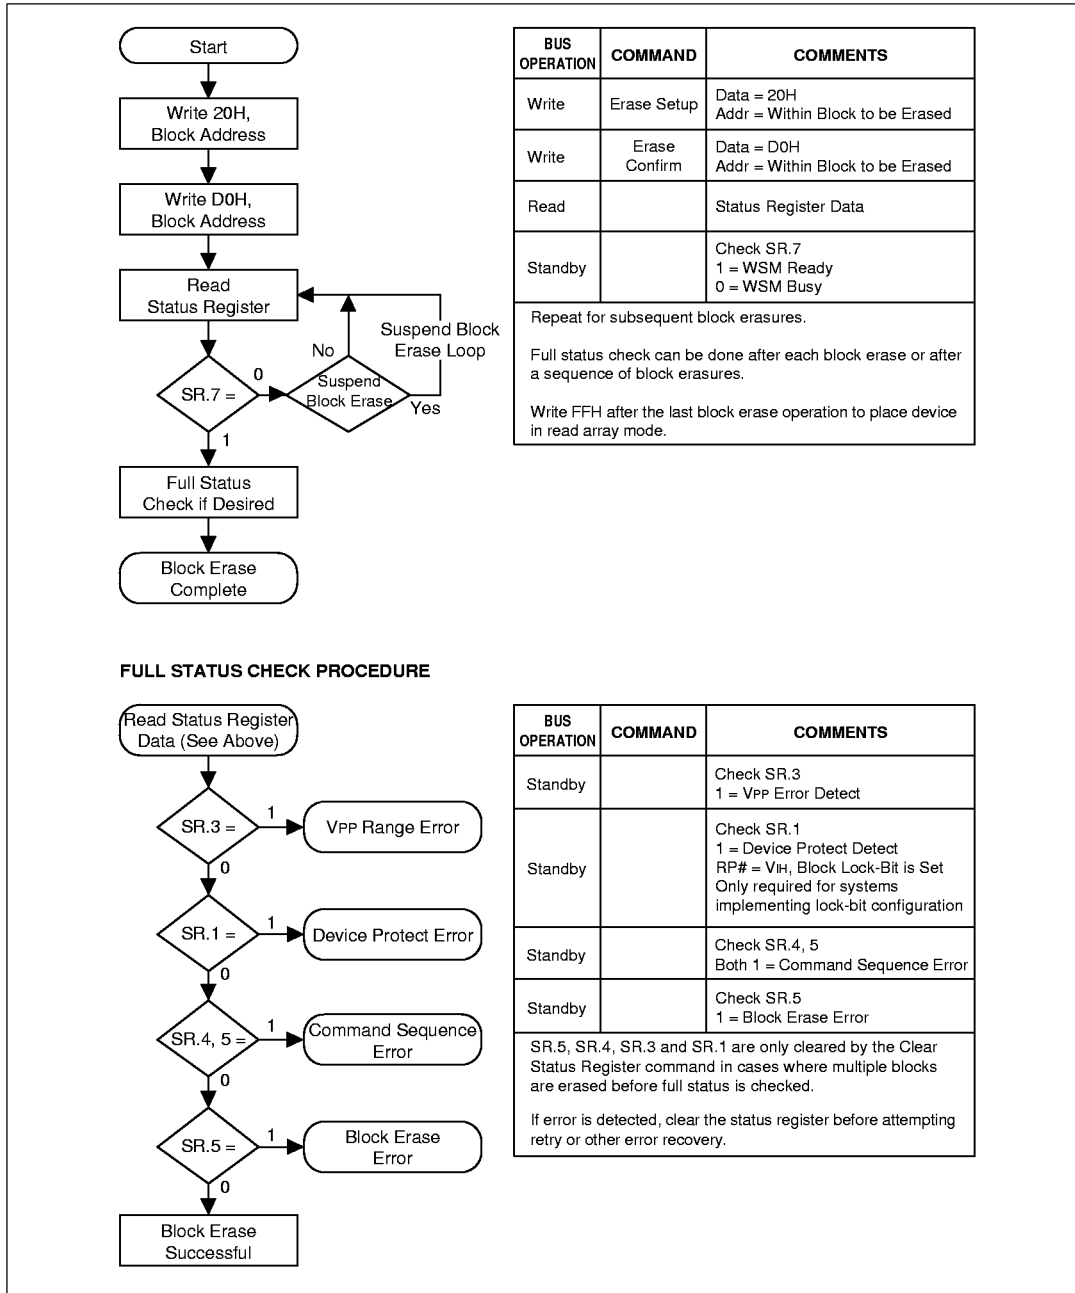 Start
Write 20H,
Block Address
Write D0H,
Block Address
Read
Status Register
Suspend Block
Erase Loop
No
SR.7 =
0
Suspend
Block Erase
Yes
1
Full Status
Check if Desired
Block Erase
Complete
BUS
OPERATION
COMMAND
COMMENTS
Write
Erase Setup
Data = 20H
Addr = Within Block to be Erased
Write
Erase
Confirm
Data = D0H
Addr = Within Block to be Erased
Read
Status Register Data
Standby
Check SR.7
1 = WSM Ready
0 = WSM Busy
Repeat for subsequent block erasures.
Full status check can be done after each block erase or after
a sequence of block erasures.
Write FFH after the last block erase operation to place device
in read array mode.
FULL STATUS CHECK PROCEDURE
Read Status Register
Data (See Above)
SR.3 =
1
VPP Range Error
0
SR.1 =
1
Device Protect Error
0
SR.4, 5 =
1
Command Sequence
Error
0
SR.5 =
1
Block Erase
Error
0
Block Erase
Successful
BUS
OPERATION
COMMAND
COMMENTS
Standby
Check SR.3
1 = VPP Error Detect
Standby
Check SR.1
1 = Device Protect Detect
RP# = VIH, Block Lock-Bit is Set
Only required for systems
implementing lock-bit configuration
Standby
Check SR.4, 5
Both 1 = Command Sequence Error
Standby
Check SR.5
1 = Block Erase Error
SR.5, SR.4, SR.3 and SR.1 are only cleared by the Clear
Status Register command in cases where multiple blocks
are erased before full status is checked.
If error is detected, clear the status register before attempting
retry or other error recovery.